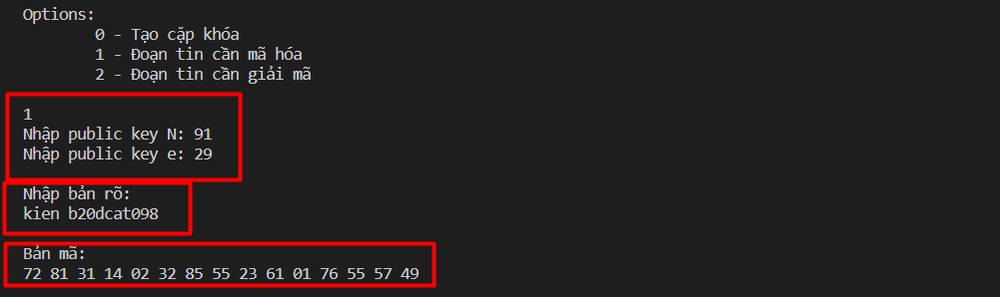 Options:
0 - Tạo cặp khóa
1 - Đoạn tin cần mã hóa
2 - Đoạn tin cần giải mã
1
Nhập public key N: 91
Nhập public key e: 29
Nhập bản rõ:
kien b20dcat098
Bản mã:
72 81 31 14 02 32 85 55 23 61 01 76 55 57 49